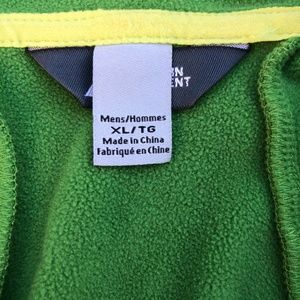 Mens/Hommes
XL/TG
Made in China
Fabriqué en Chine